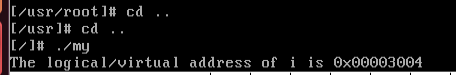 [/usr/root]# cd ..
[/usr]# cd ..
[/]# ./my
The logical/virtual address of i is 0x00003004